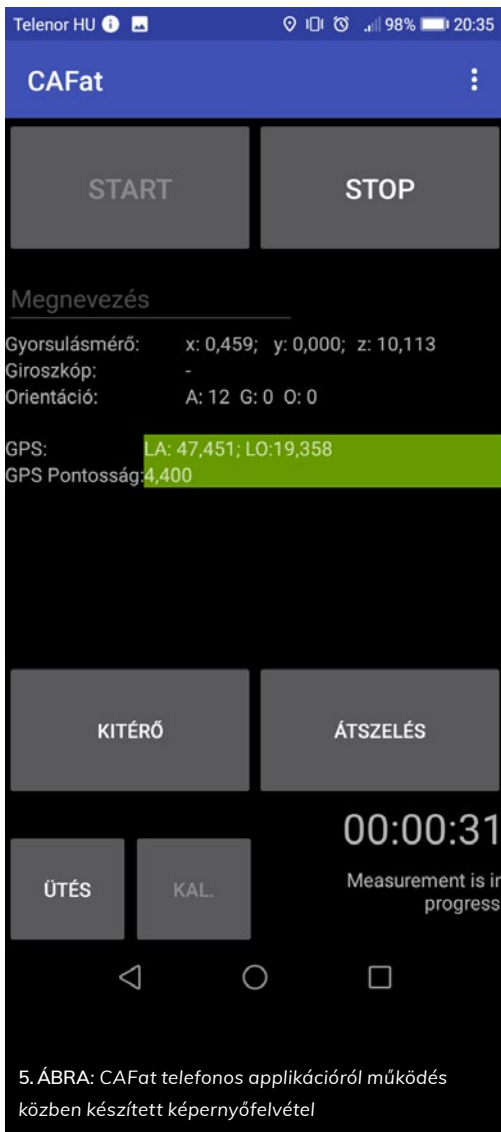 Telenor HU 98% 20:35
CAFat
START STOP
Megnevezés
Gyorsulásmérő: x: 0,459; y: 0,000; z: 10,113
Giroszkóp: -
Orientáció: A: 12 G: 0 O: 0
GPS: LA: 47,451; LO:19,358
GPS Pontosság:4,400
KITÉRŐ ÁTSZELÉS
00:00:31
ÜTÉS KAL.
Measurement is in
progress
5. ÁBRA: CAFat telefonos applikációról működés
közben készített képernyőfelvétel